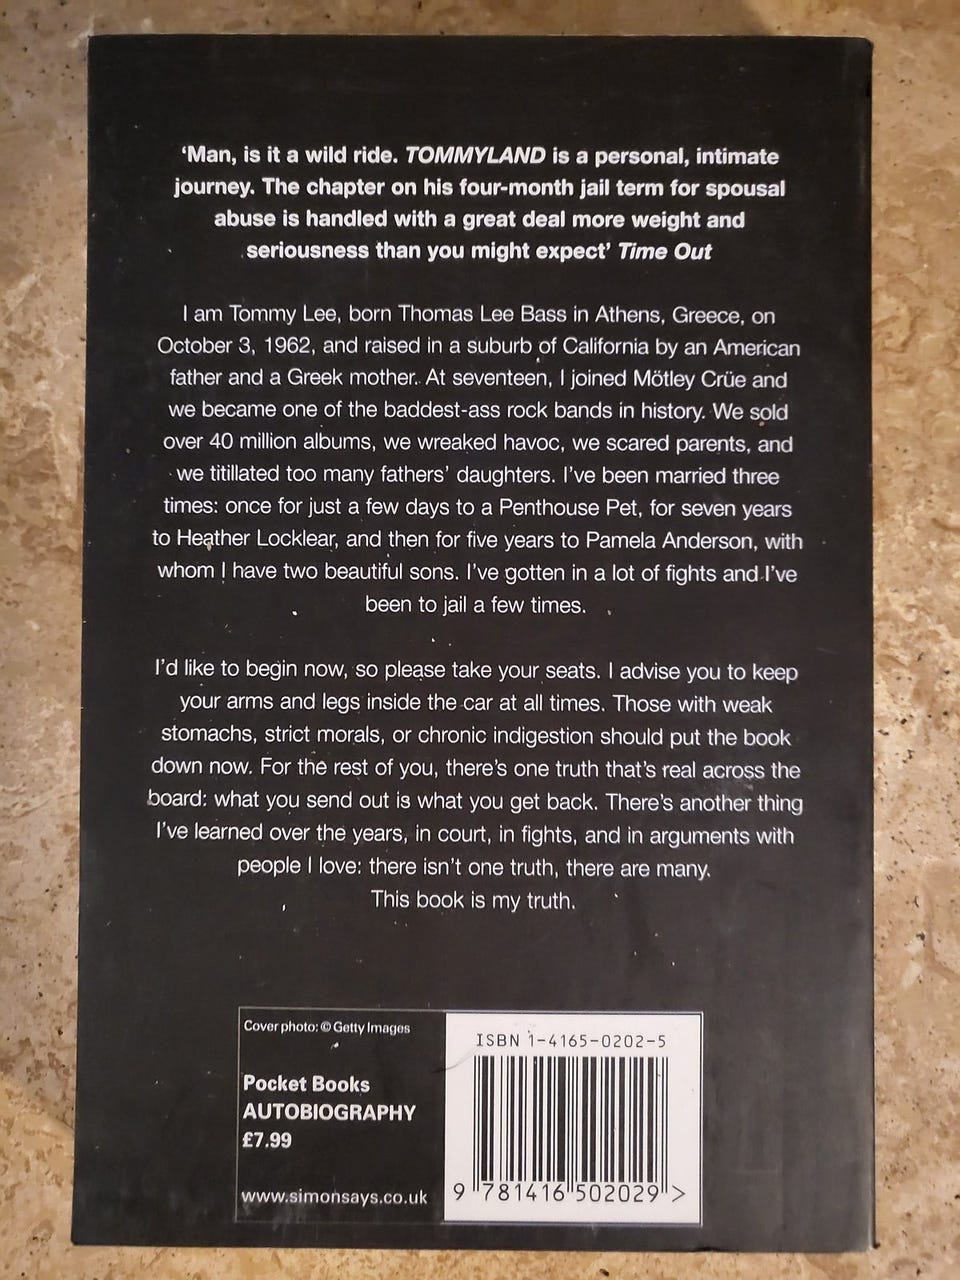 ‘Man, is it a wild ride. TOMMYLAND is a personal, intimate
journey. The chapter on his four-month jail term for spousal
abuse is handled with a great deal more weight and
seriousness than you might expect’ Time Out
I am Tommy Lee, born Thomas Lee Bass in Athens, Greece, on
October 3, 1962, and raised in a suburb of California by an American
father and a Greek mother. At seventeen, I joined Mötley Crüe and
we became one of the baddest-ass rock bands in history. We sold
over 40 million albums, we wreaked havoc, we scared parents, and
we titillated too many fathers’ daughters. I’ve been married three
times: once for just a few days to a Penthouse Pet, for seven years
to Heather Locklear, and then for five years to Pamela Anderson, with
whom I have two beautiful sons. I’ve gotten in a lot of fights and I’ve
been to jail a few times.
I’d like to begin now, so please take your seats. I advise you to keep
your arms and legs inside the car at all times. Those with weak
stomachs, strict morals, or chronic indigestion should put the book
down now. For the rest of you, there’s one truth that’s real across the
board: what you send out is what you get back. There’s another thing
I’ve learned over the years, in court, in fights, and in arguments with
people I love: there isn’t one truth, there are many.
This book is my truth.
Cover photo: © Getty Images
Pocket Books
AUTOBIOGRAPHY
£7.99
www.simonsays.co.uk
ISBN 1-4165-0202-5
9 781416 502029 >